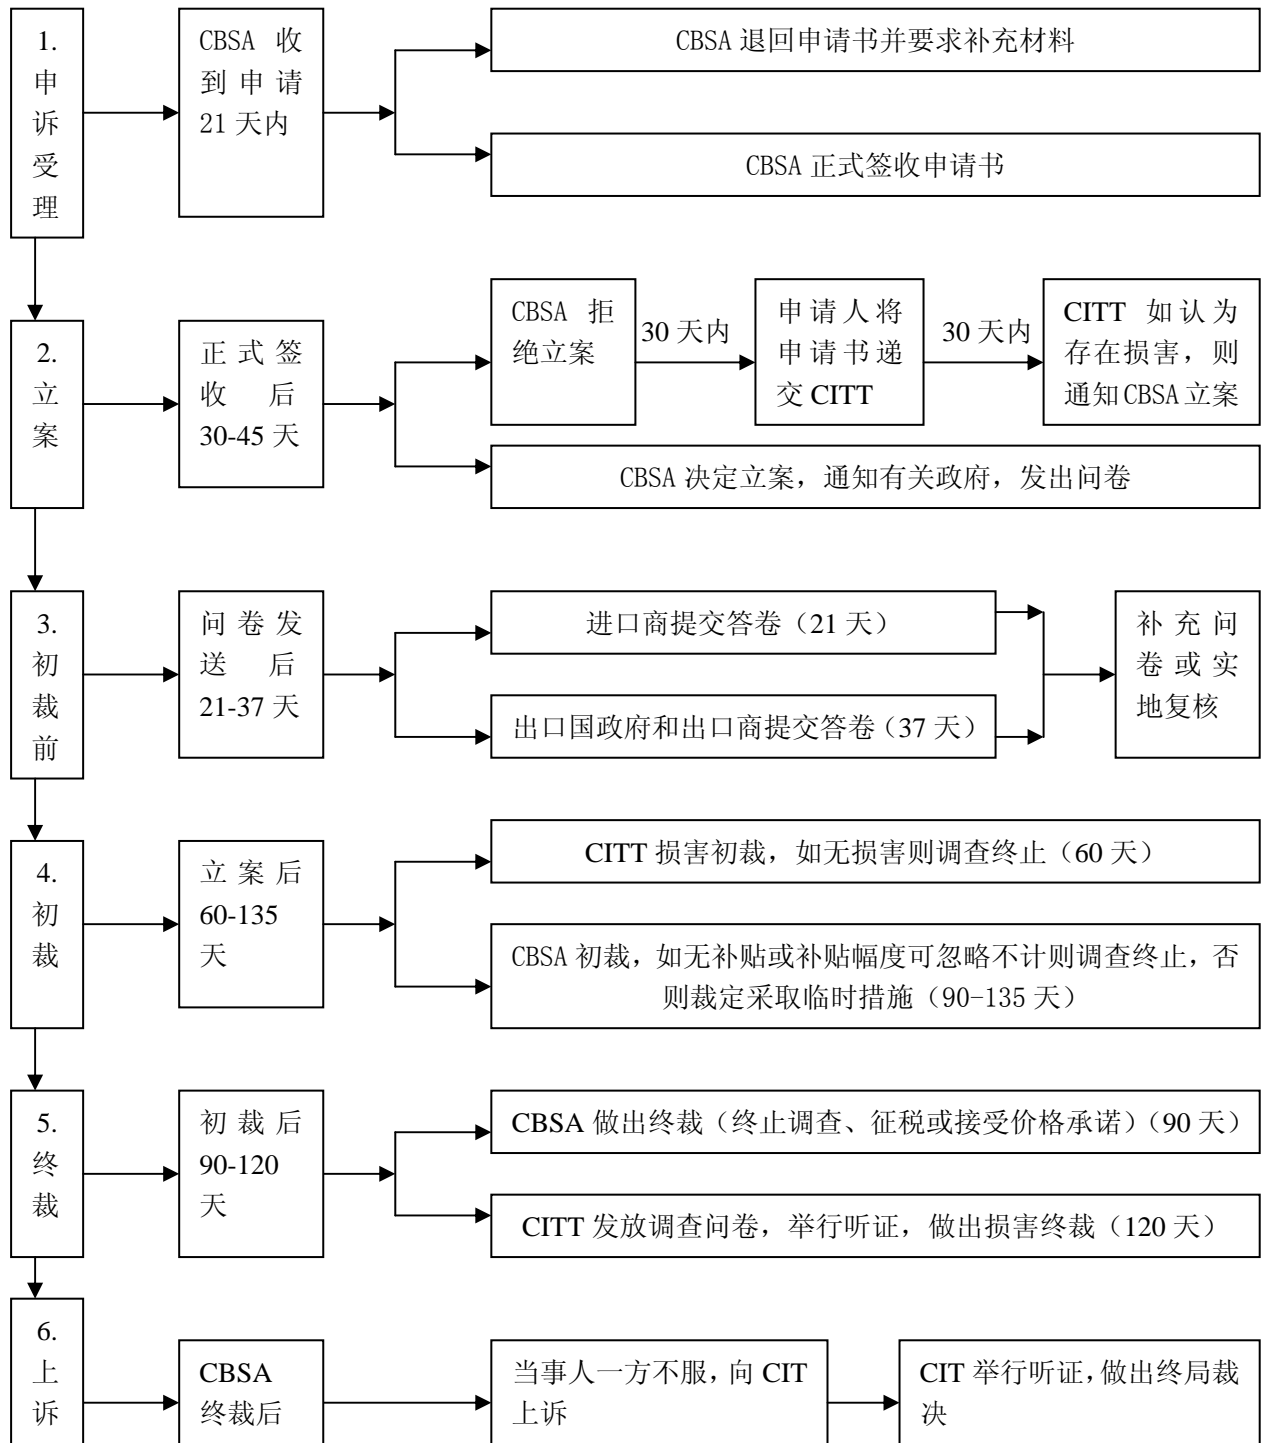 1.
申
诉
受
理
CBSA 收
到申请
21 天内
CBSA 退回申请书并要求补充材料
CBSA 正式签收申请书
2.
立
案
正式签
收后
30-45 天
CBSA 拒
绝立案
30 天内
申请人将
申请书递
交 CITT
30 天内
CITT 如认为
存在损害，则
通知CBSA立案
CBSA 决定立案，通知有关政府，发出问卷
3.
初
裁
前
问卷发
送后
21-37 天
进口商提交答卷（21 天）
出口国政府和出口商提交答卷（37 天）
补充问
卷或实
地复核
4.
初
裁
立案后
60-135
天
CITT 损害初裁，如无损害则调查终止（60 天）
CBSA 初裁，如无补贴或补贴幅度可忽略不计则调查终止，否
则裁定采取临时措施（90-135 天）
5.
终
裁
初裁后
90-120
天
CBSA 做出终裁（终止调查、征税或接受价格承诺）（90 天）
CITT 发放调查问卷，举行听证，做出损害终裁（120 天）
6.
上
诉
CBSA
终裁后
当事人一方不服，向 CIT
上诉
CIT 举行听证，做出终局裁
决